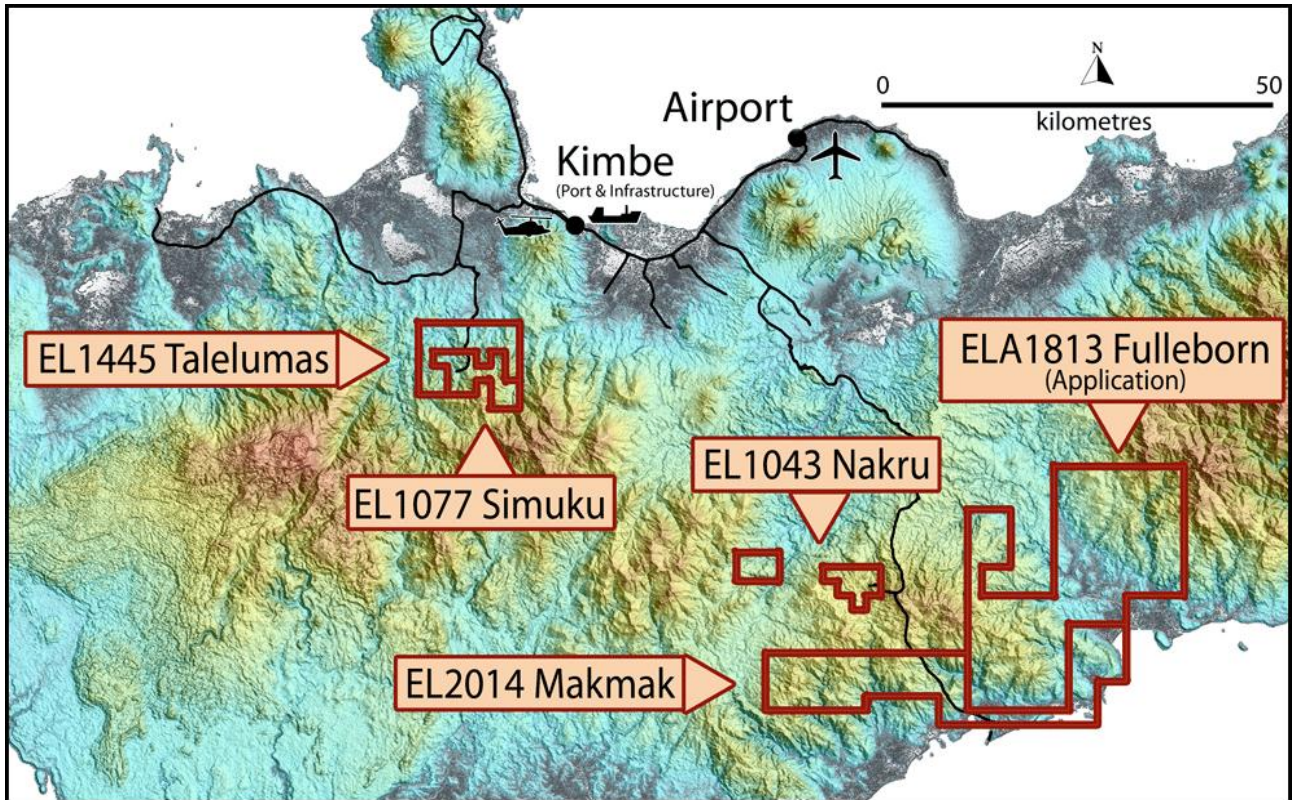 N
0 50
kilometres
Airport
Kimbe
(Port & Infrastructure)
EL1445 Talelumas
ELA1813 Fulleborn
(Application)
EL1043 Nakru
EL1077 Simuku
EL2014 Makmak